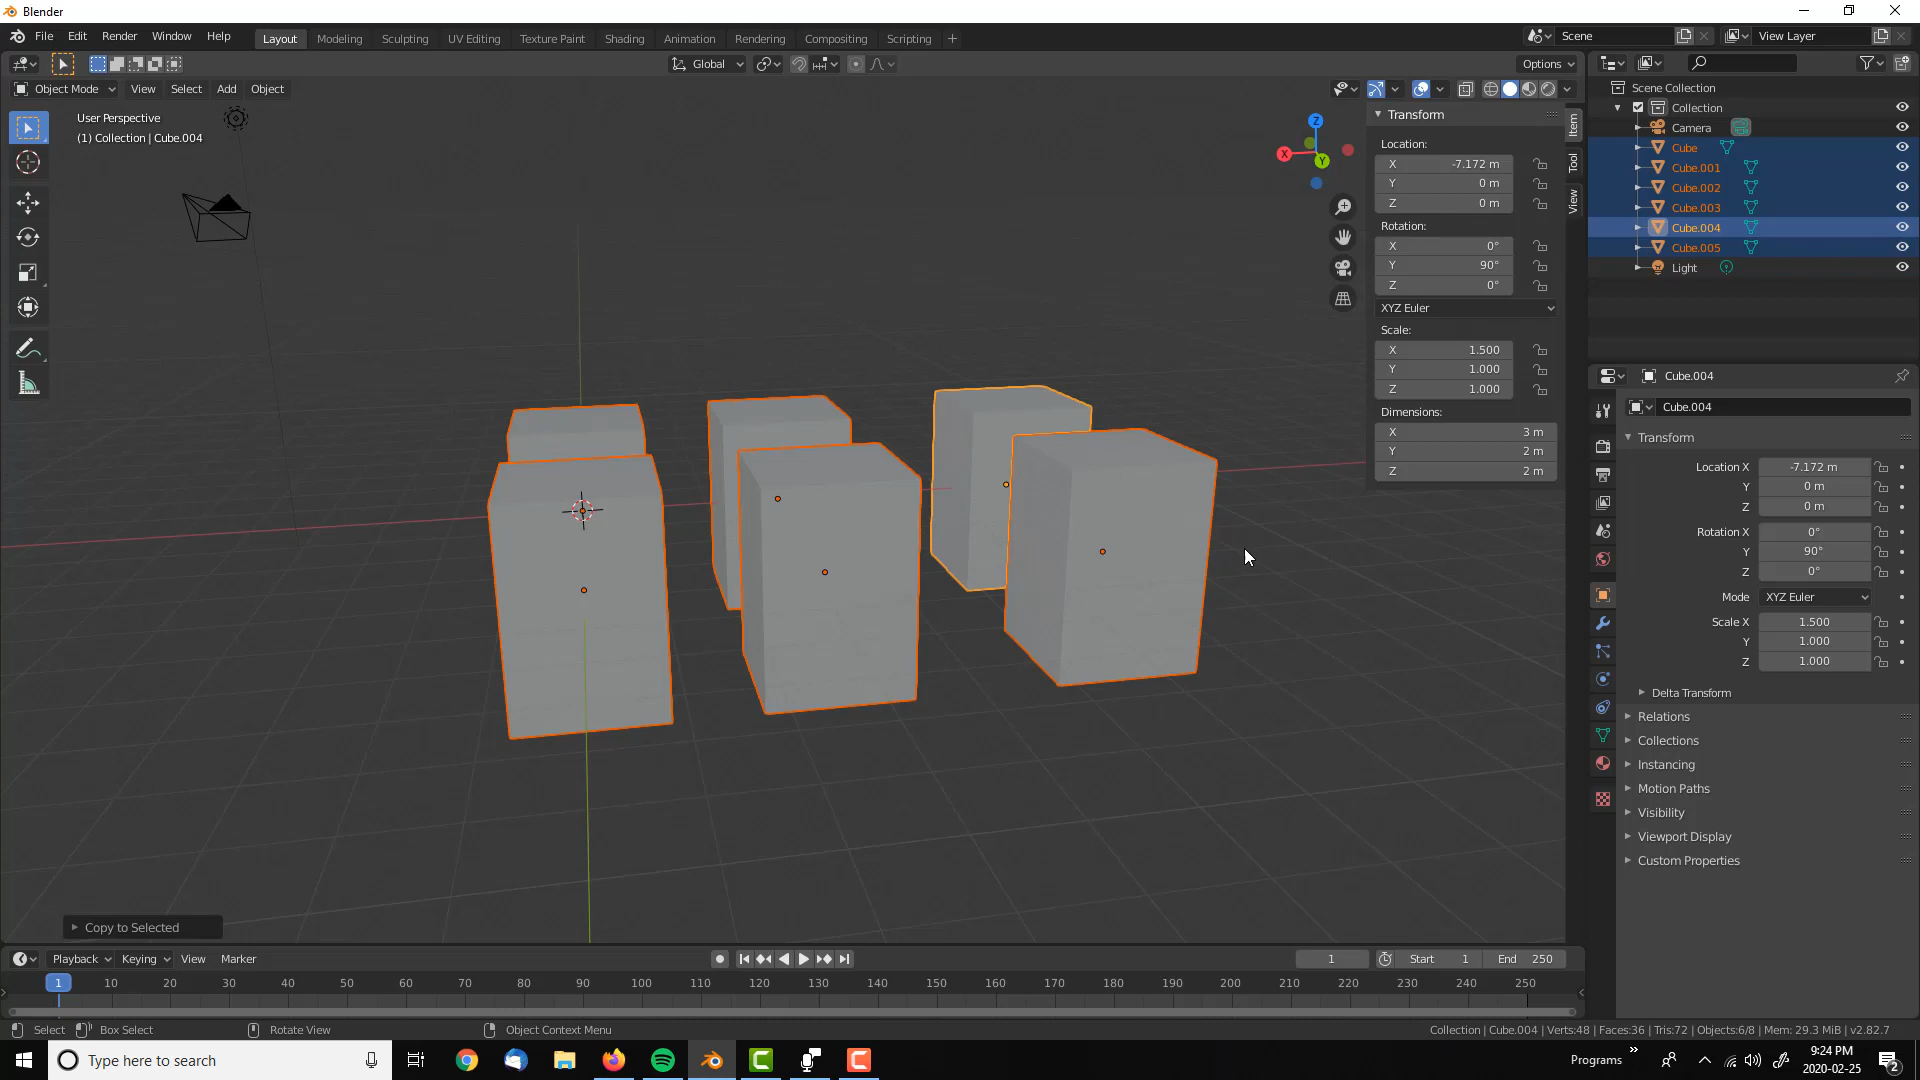 Blender
File Edit Render Window Help
Layout Modeling Sculpting UV Editing Texture Paint Shading Animation Rendering Compositing Scripting
Scene
View Layer
Global
Options
Object Mode View Select Add Object
User Perspective
(1) Collection | Cube.004
Z
X
Y
Item
Tool
View
Transform
Location:
X -7.172 m
Y 0 m
Z 0 m
Rotation:
X 0°
Y 90°
Z 0°
XYZ Euler
Scale:
X 1.500
Y 1.000
Z 1.000
Dimensions:
X 3 m
Y 2 m
Z 2 m
Scene Collection
Collection
Camera
Cube
Cube.001
Cube.002
Cube.003
Cube.004
Cube.005
Light
Cube.004
Cube.004
Transform
Location X -7.172 m
Y 0 m
Z 0 m
Rotation X 0°
Y 90°
Z 0°
Mode XYZ Euler
Scale X 1.500
Y 1.000
Z 1.000
Delta Transform
Relations
Collections
Instancing
Motion Paths
Visibility
Viewport Display
Custom Properties
Copy to Selected
Playback Keying View Marker
1 Start 1 End 250
1 10 20 30 40 50 60 70 80 90 100 110 120 130 140 150 160 170 180 190 200 210 220 230 240 250
Select Box Select Rotate View Object Context Menu
Collection | Cube.004 | Verts:48 | Faces:36 | Tris:72 | Objects:6/8 | Mem: 29.3 MiB | v2.82.7
Type here to search
Programs
9:24 PM
2020-02-25
2